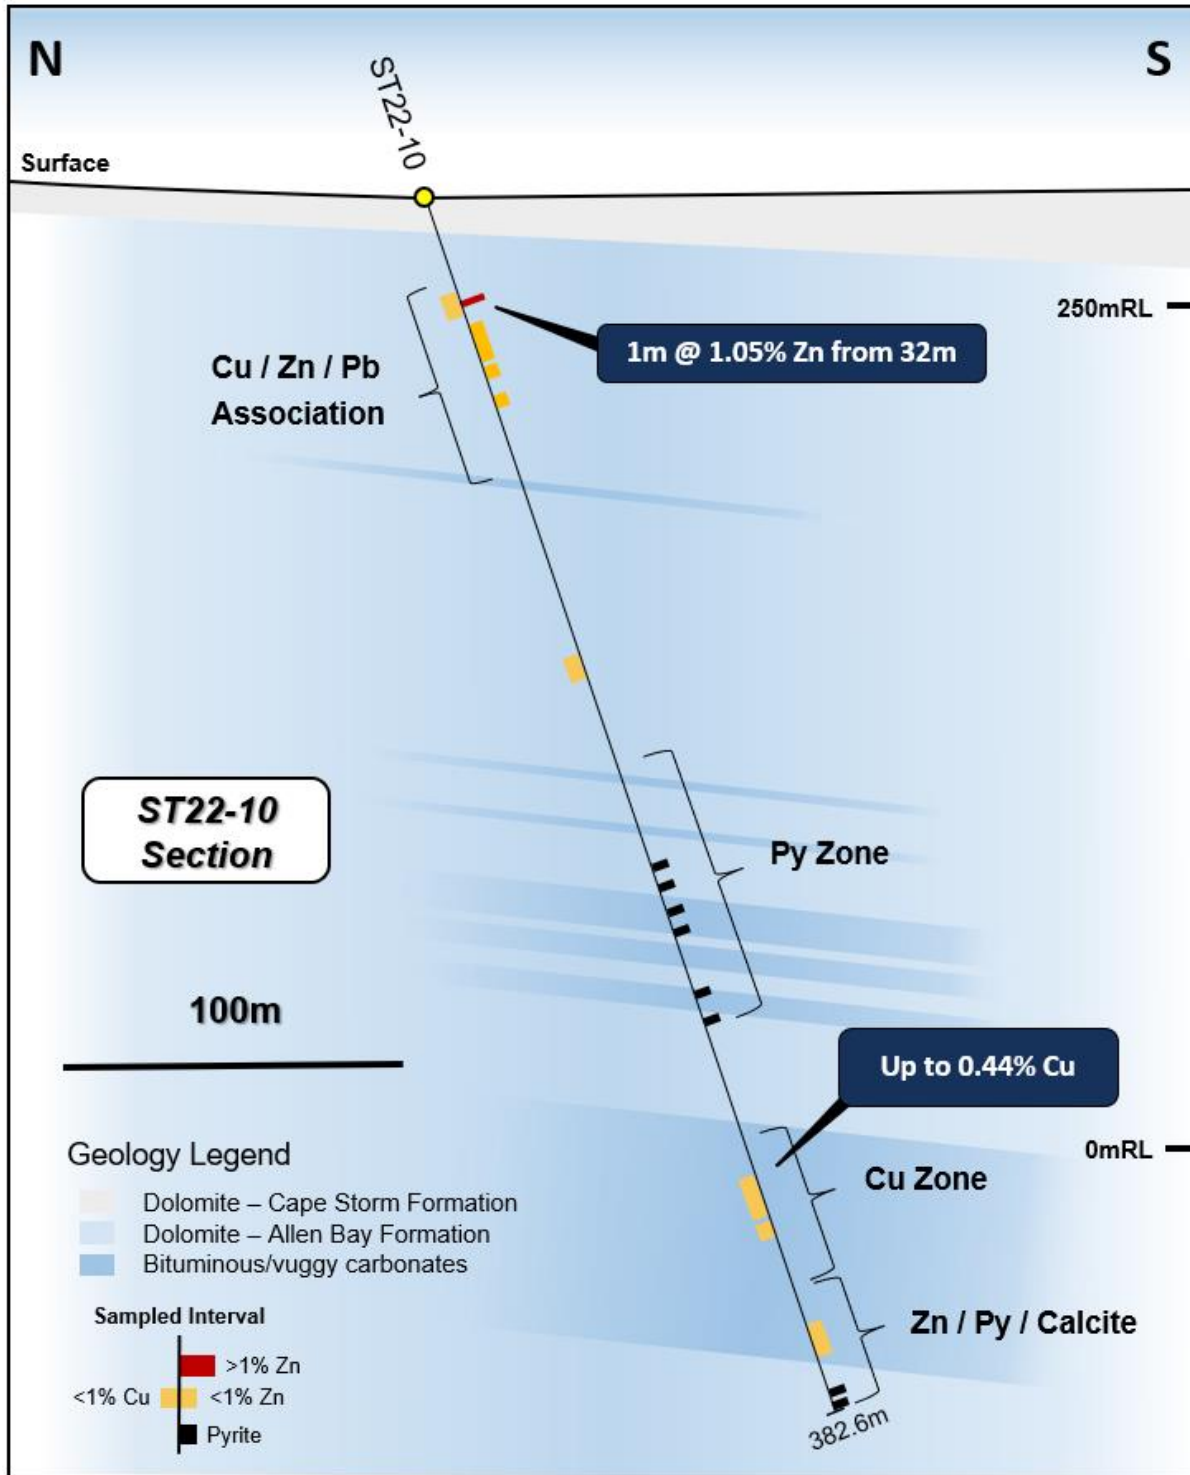 N
S
ST22-10
Surface
250mRL
1m @ 1.05% Zn from 32m
Cu / Zn / Pb
Association
ST22-10
Section
Py Zone
100m
Up to 0.44% Cu
0mRL
Cu Zone
Geology Legend
Dolomite – Cape Storm Formation
Dolomite – Allen Bay Formation
Bituminous/vuggy carbonates
Sampled Interval
>1% Zn
<1% Cu
<1% Zn
Pyrite
Zn / Py / Calcite
382.6m